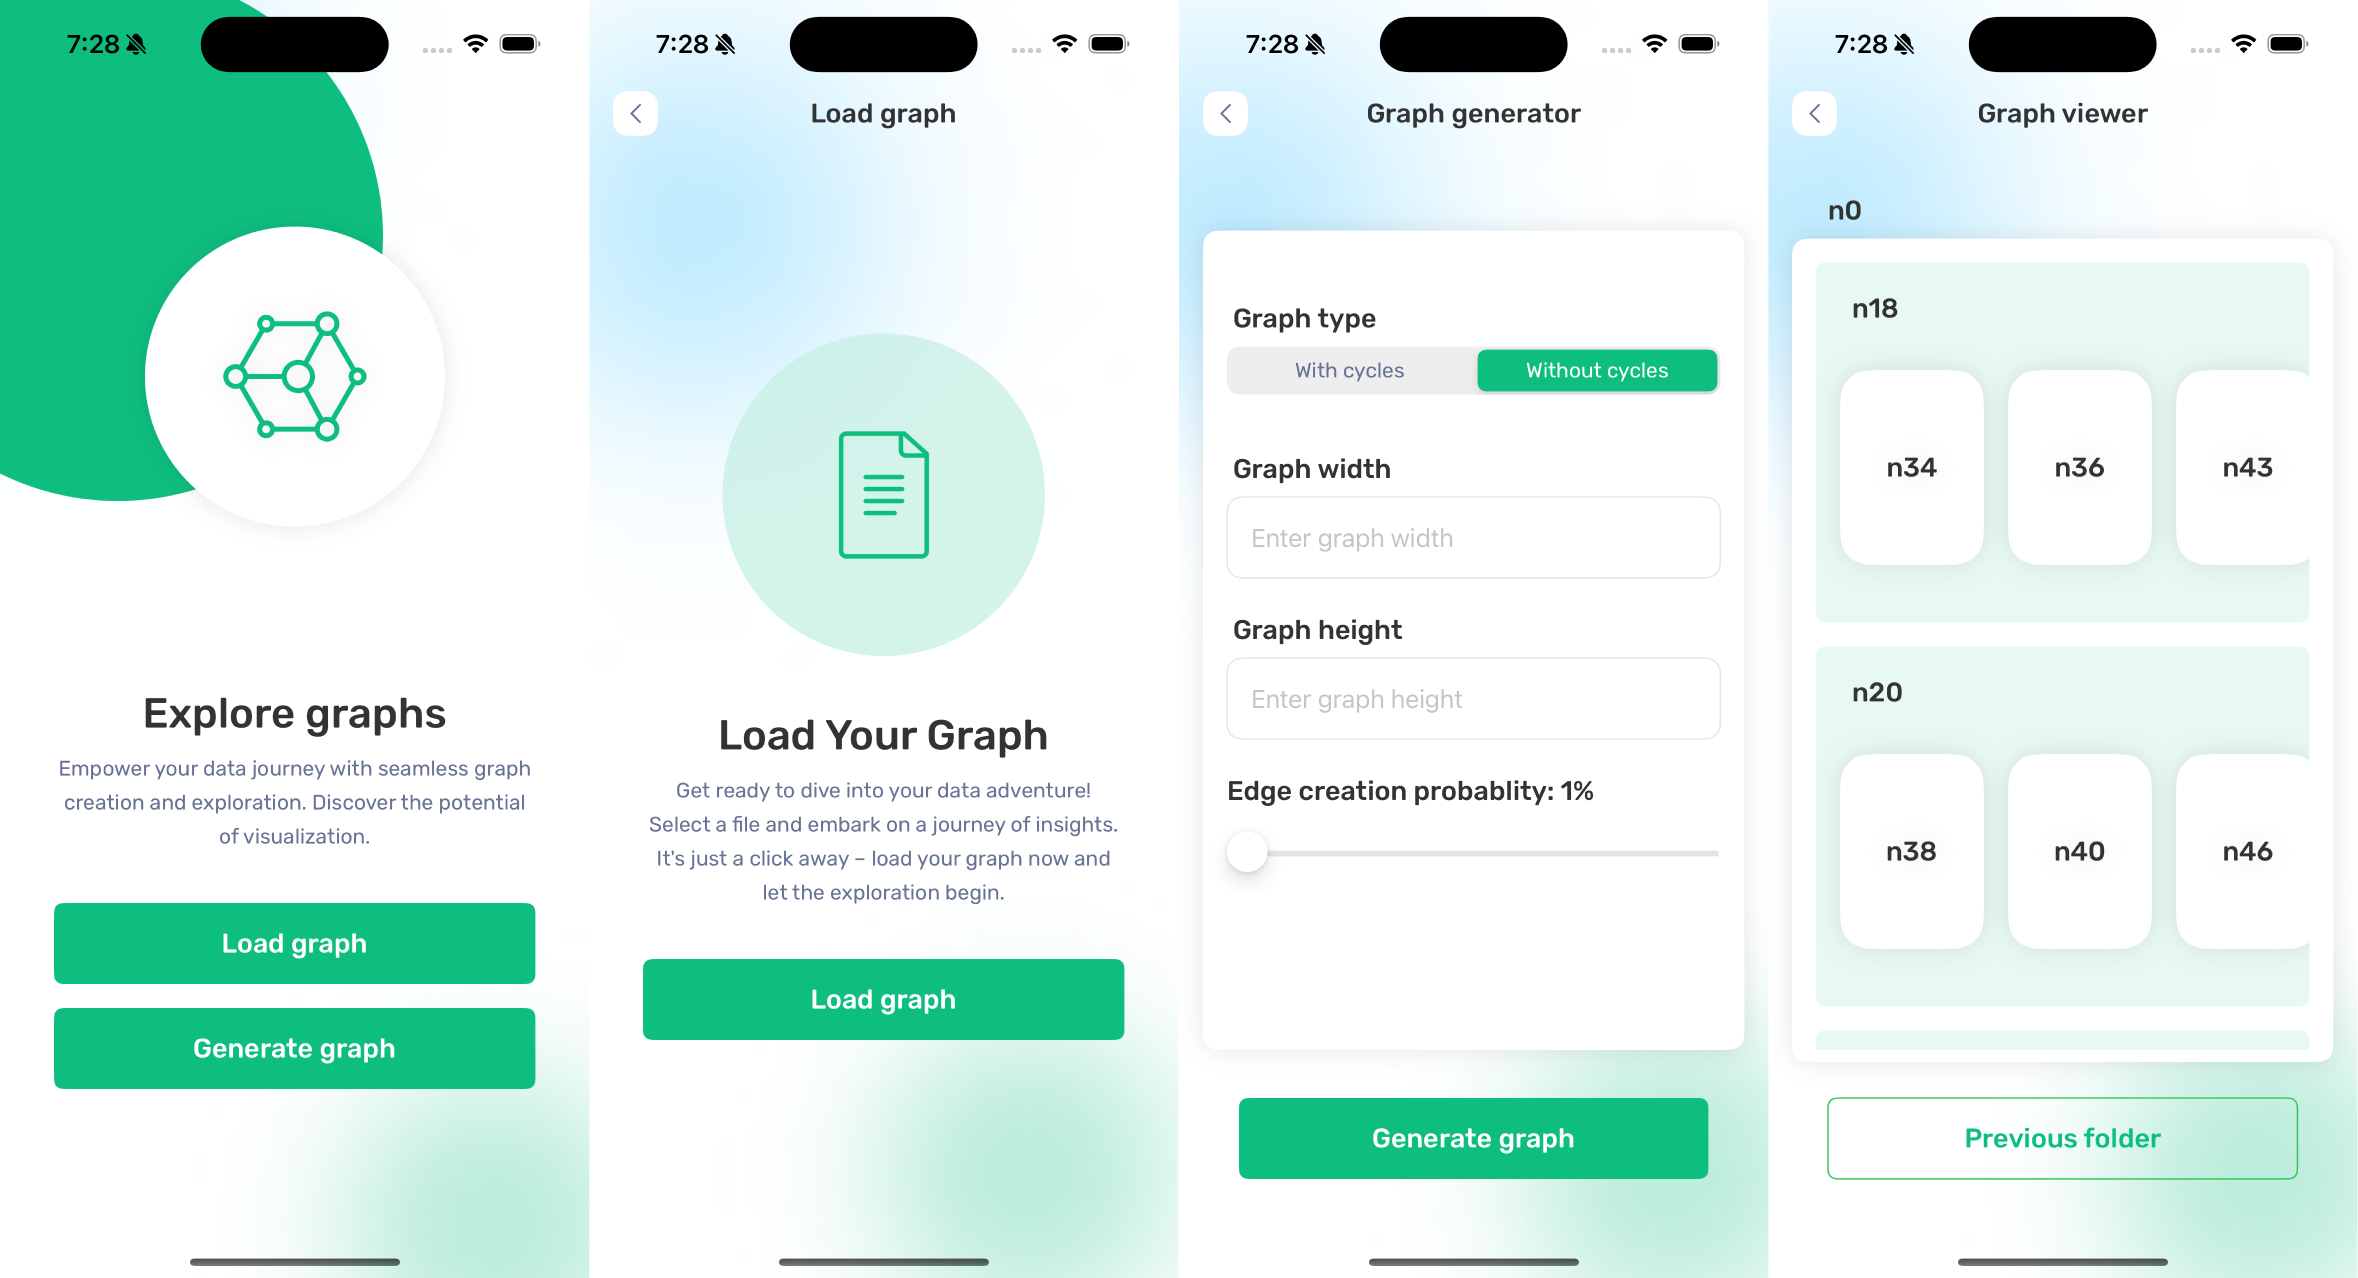 7:28
Explore graphs
Empower your data journey with seamless graph
creation and exploration. Discover the potential
of visualization.
Load graph
Generate graph
7:28
Load graph
Load Your Graph
Get ready to dive into your data adventure!
Select a file and embark on a journey of insights.
It's just a click away – load your graph now and
let the exploration begin.
Load graph
7:28
Graph generator
Graph type
With cycles
Without cycles
Graph width
Enter graph width
Graph height
Enter graph height
Edge creation probablity: 1%
Generate graph
7:28
Graph viewer
n0
n18
n34
n36
n43
n20
n38
n40
n46
Previous folder